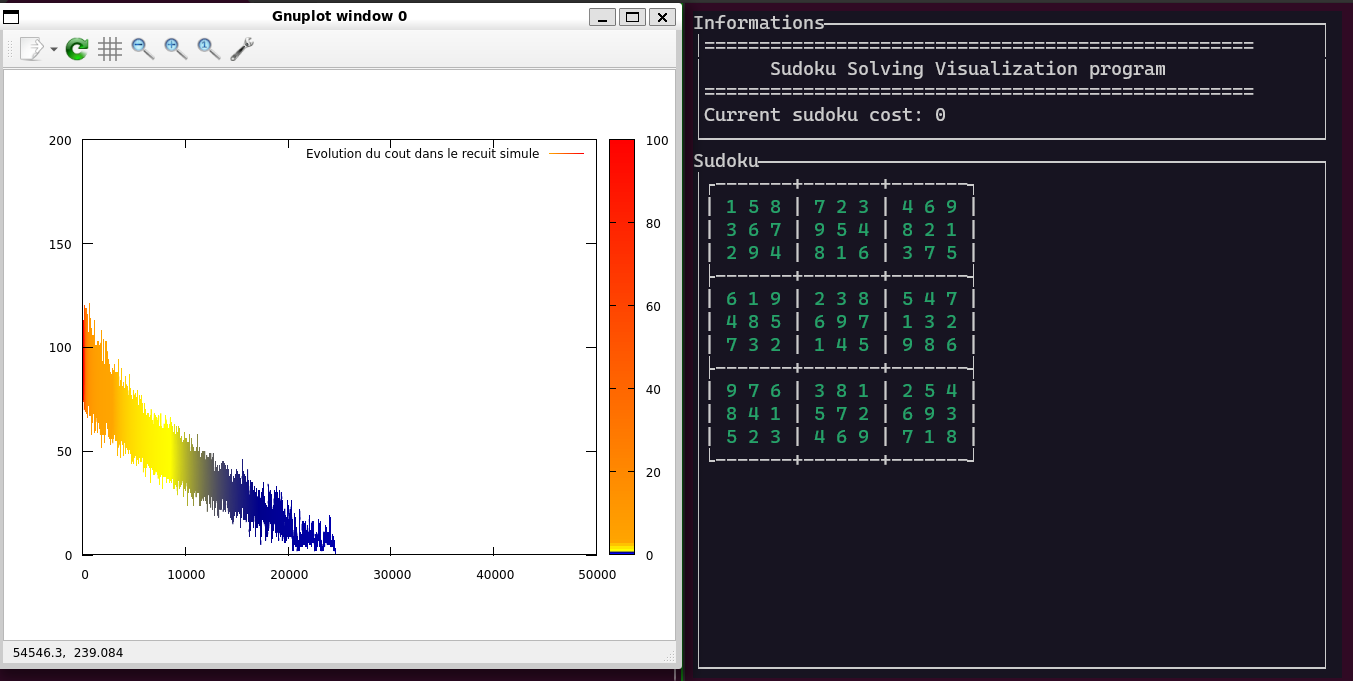 Gnuplot window 0
Evolution du cout dans le recuit simule
200
150
100
50
0
0 10000 20000 30000 40000 50000
100
80
60
40
20
0
54546.3, 239.084
Informations
==================================================
Sudoku Solving Visualization program
==================================================
Current sudoku cost: 0
Sudoku
┌-------+-------+-------┐
| 1 5 8 | 7 2 3 | 4 6 9 |
| 3 6 7 | 9 5 4 | 8 2 1 |
| 2 9 4 | 8 1 6 | 3 7 5 |
├-------+-------+-------┤
| 6 1 9 | 2 3 8 | 5 4 7 |
| 4 8 5 | 6 9 7 | 1 3 2 |
| 7 3 2 | 1 4 5 | 9 8 6 |
├-------+-------+-------┤
| 9 7 6 | 3 8 1 | 2 5 4 |
| 8 4 1 | 5 7 2 | 6 9 3 |
| 5 2 3 | 4 6 9 | 7 1 8 |
└-------+-------+-------┘